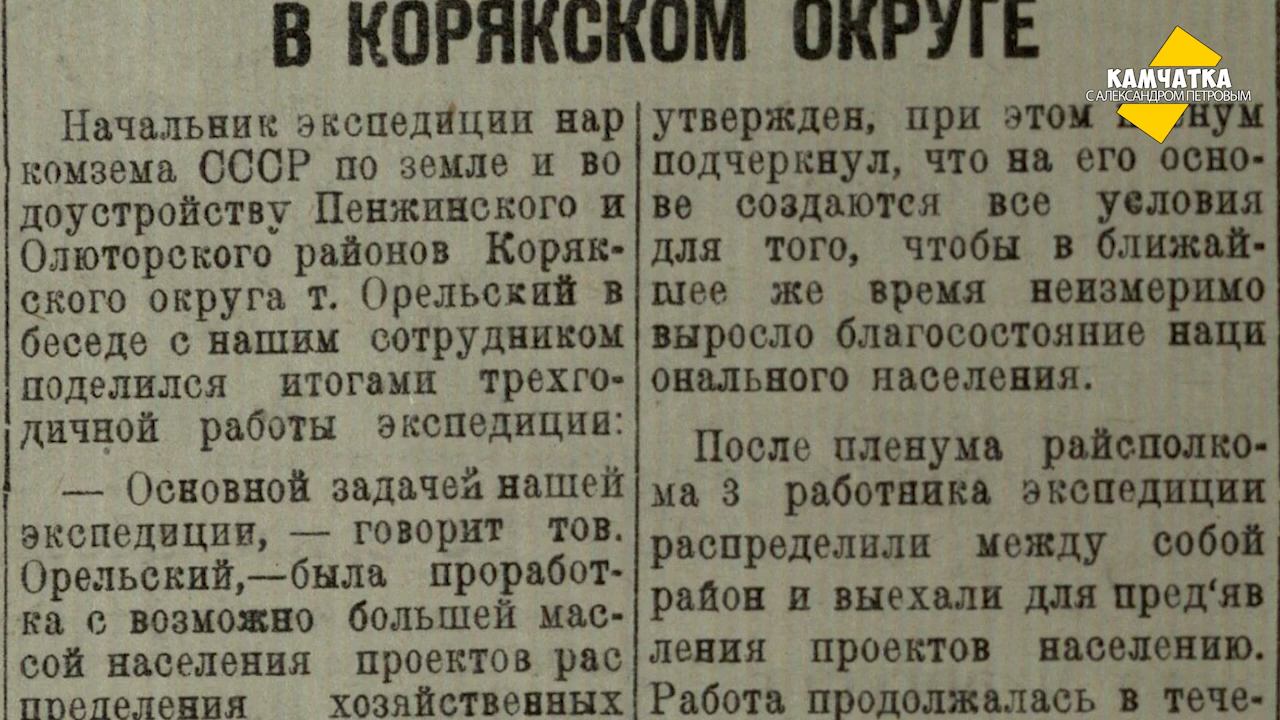 В КОРЯКСКОМ ОКРУГЕ
КАМЧАТКА
С АЛЕКСАНДРОМ ПЕТРОВЫМ
Начальник экспедиции нар
комзема СССР по земле и во
доустройству Пенжинского и
Олюторского районов Коряк-
ского округа т. Орельский в
беседе с нашим сотрудником
поделился итогами трехго-
дичной работы экспедиции:
— Основной задачей нашей
экспедиции, — говорит тов.
Орельский,—была проработ-
ка с возможно большей мас-
сой населения проектов рас
пределения хозяйственных
утвержден, при этом пленум
подчеркнул, что на его осно-
ве создаются все условия
для того, чтобы в ближай-
шее же время неизмеримо
выросло благосостояние наци
онального населения.
После пленума райсполко-
ма 3 работника экспедиции
распределили между собой
район и выехали для пред‘яв
ления проектов населению.
Работа продолжалась в тече-